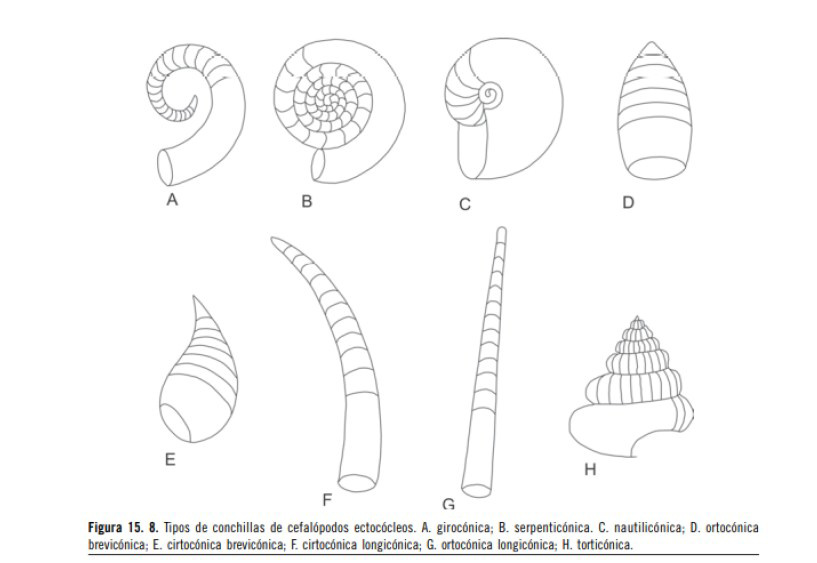 A
B
C
D
E
F
G
H
Figura 15. 8. Tipos de conchillas de cefalópodos ectocócleos. A. girocónica; B. serpenticónica. C. nautilicónica; D. ortocónica
brevicónica; E. cirtocónica brevicónica; F. cirtocónica longicónica; G. ortocónica longicónica; H. torticónica.